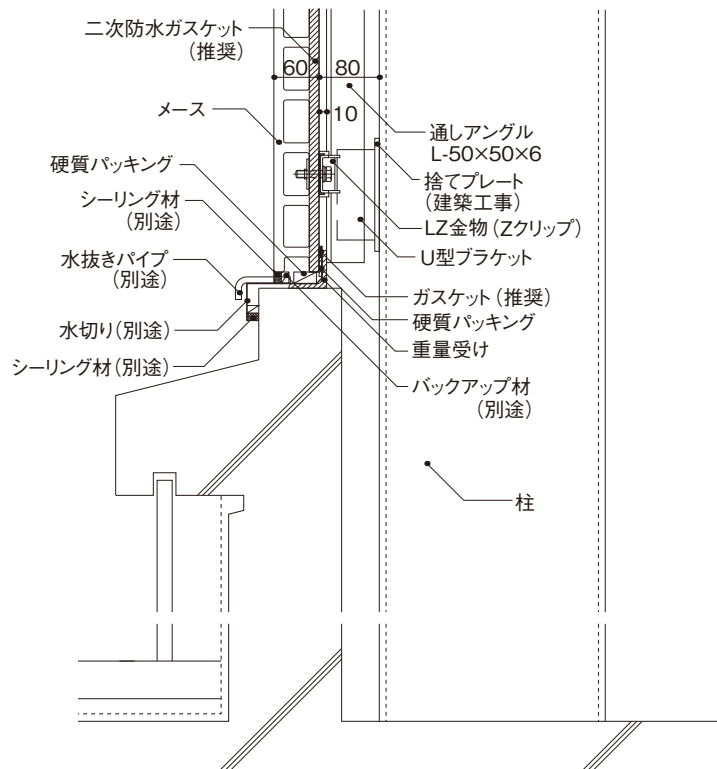 二次防水ガスケット
(推奨)
60
80
10
メース
硬質パッキング
シーリング材
(別途)
水抜きパイプ
(別途)
水切り(別途)
シーリング材(別途)
通しアングル
L-50×50×6
捨てプレート
(建築工事)
LZ金物(Zクリップ)
U型ブラケット
ガスケット(推奨)
硬質パッキング
重量受け
バックアップ材
(別途)
柱